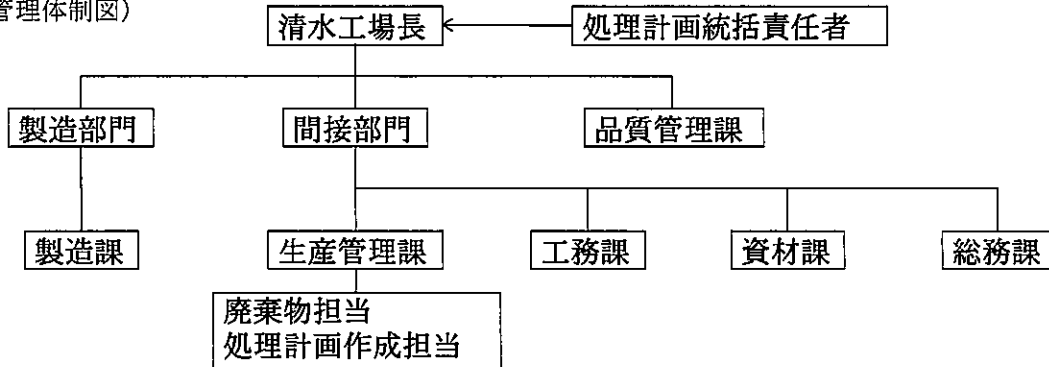 管理体制図）
清水工場長
処理計画統括責任者
製造部門
間接部門
品質管理課
製造課
生産管理課
工務課
資材課
総務課
廃棄物担当
処理計画作成担当